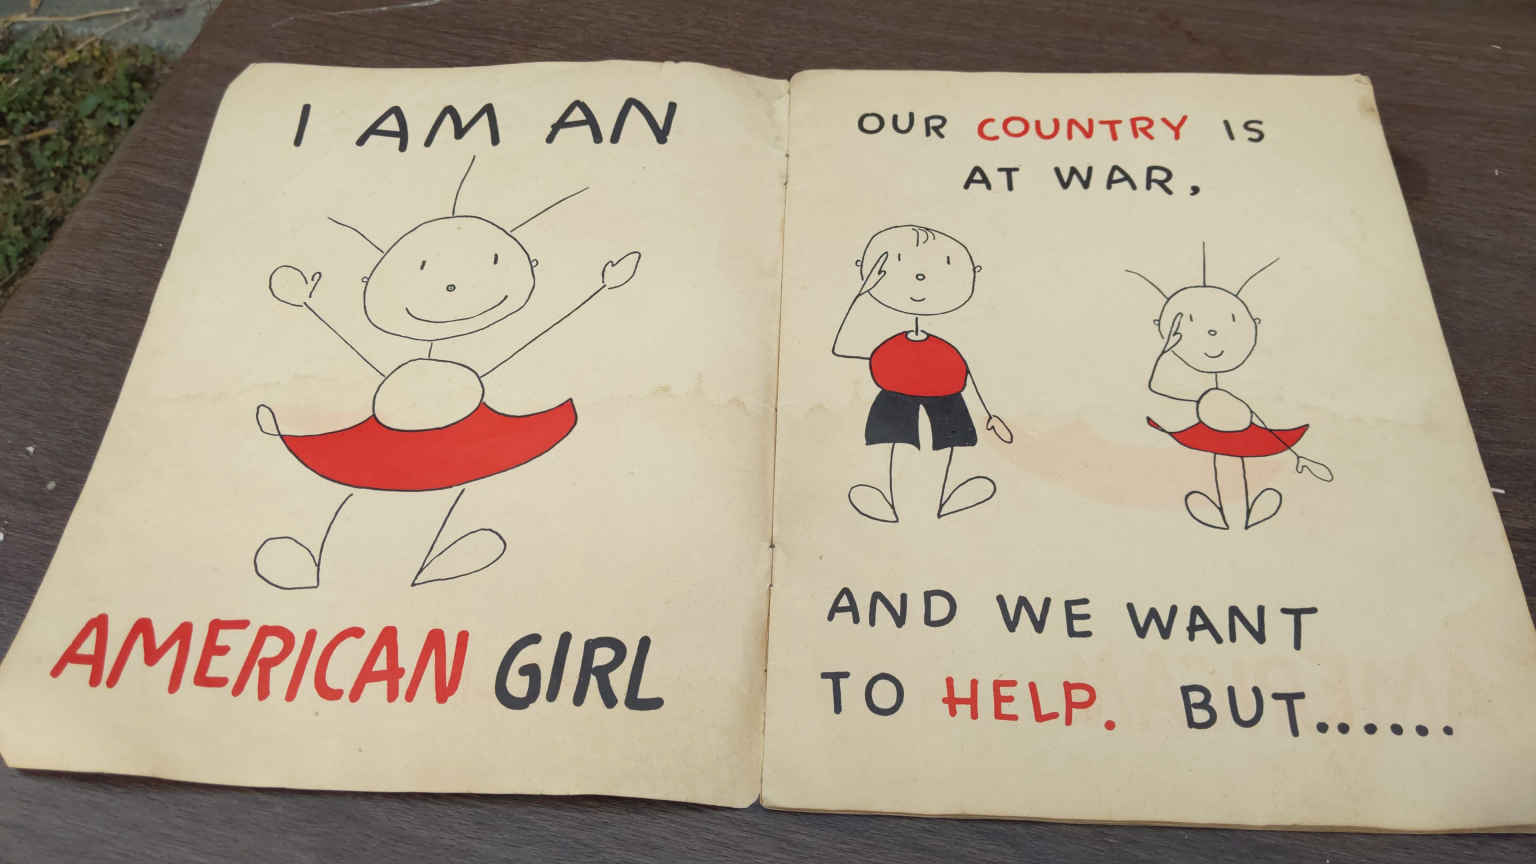 I AM AN
AMERICAN GIRL
OUR COUNTRY IS
AT WAR,
AND WE WANT
TO HELP. BUT......